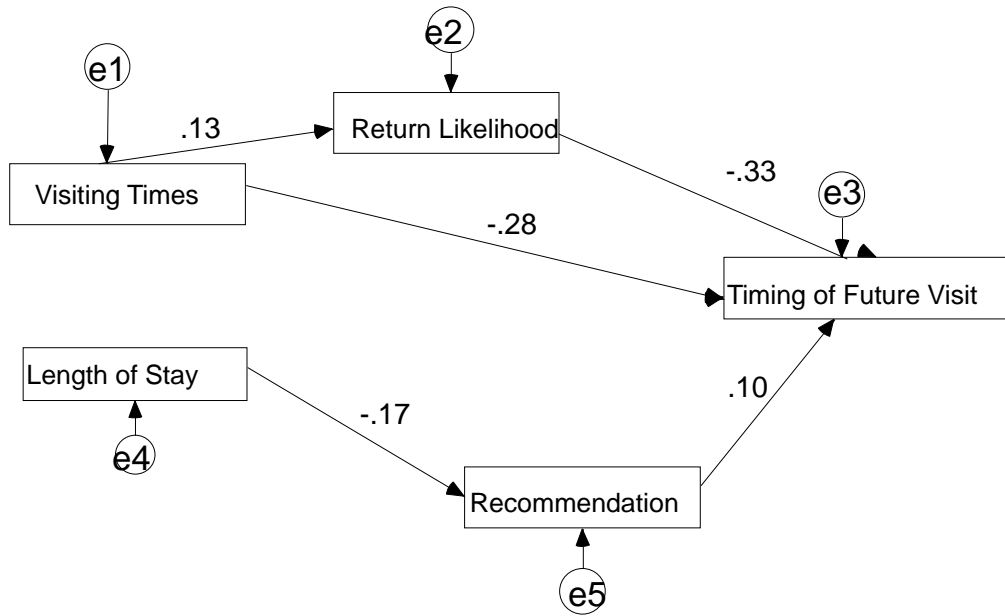 e2
e1
.13
Return Likelihood
-.33
Visiting Times
e3
-.28
Timing of Future Visit
Length of Stay
.10
-.17
e4
Recommendation
e5